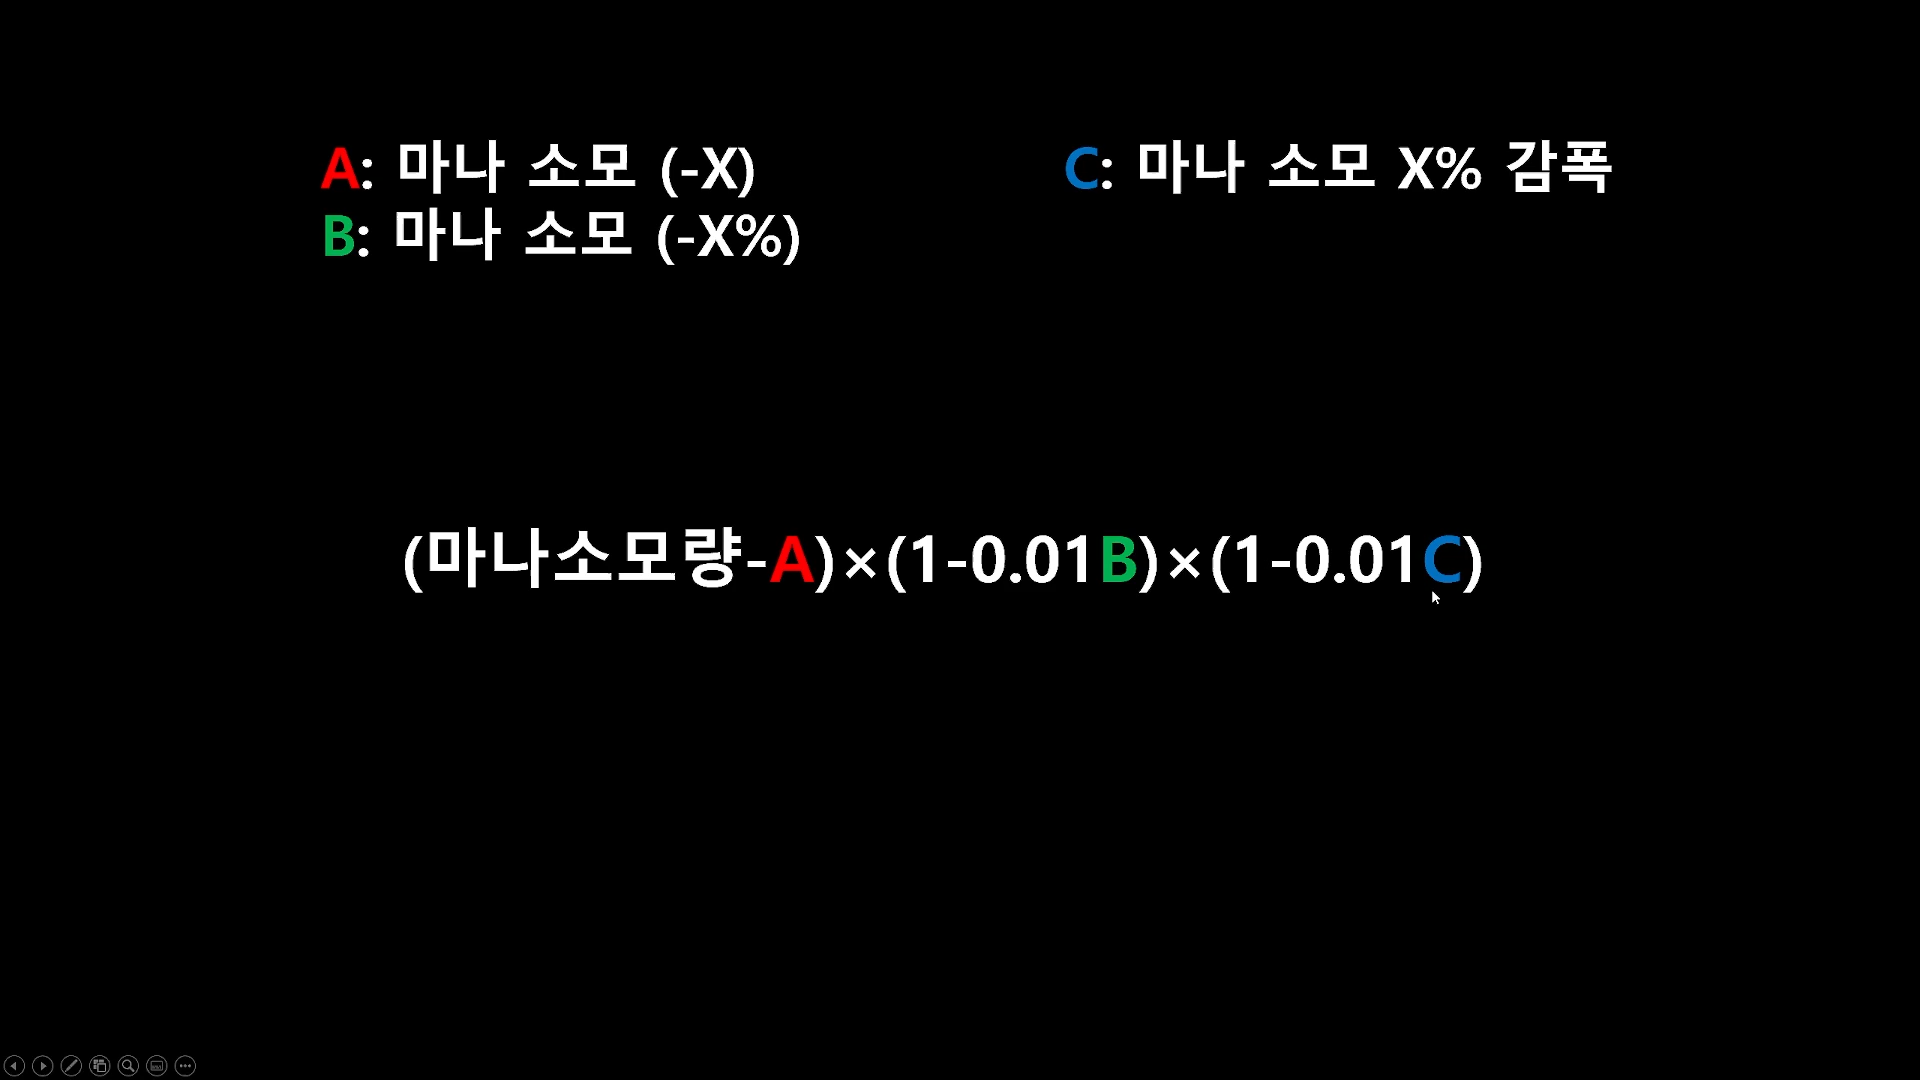 A: 마나 소모 (-X)
B: 마나 소모 (-X%)
C: 마나 소모 X% 감폭
(마나소모량-A)×(1-0.01B)×(1-0.01C)